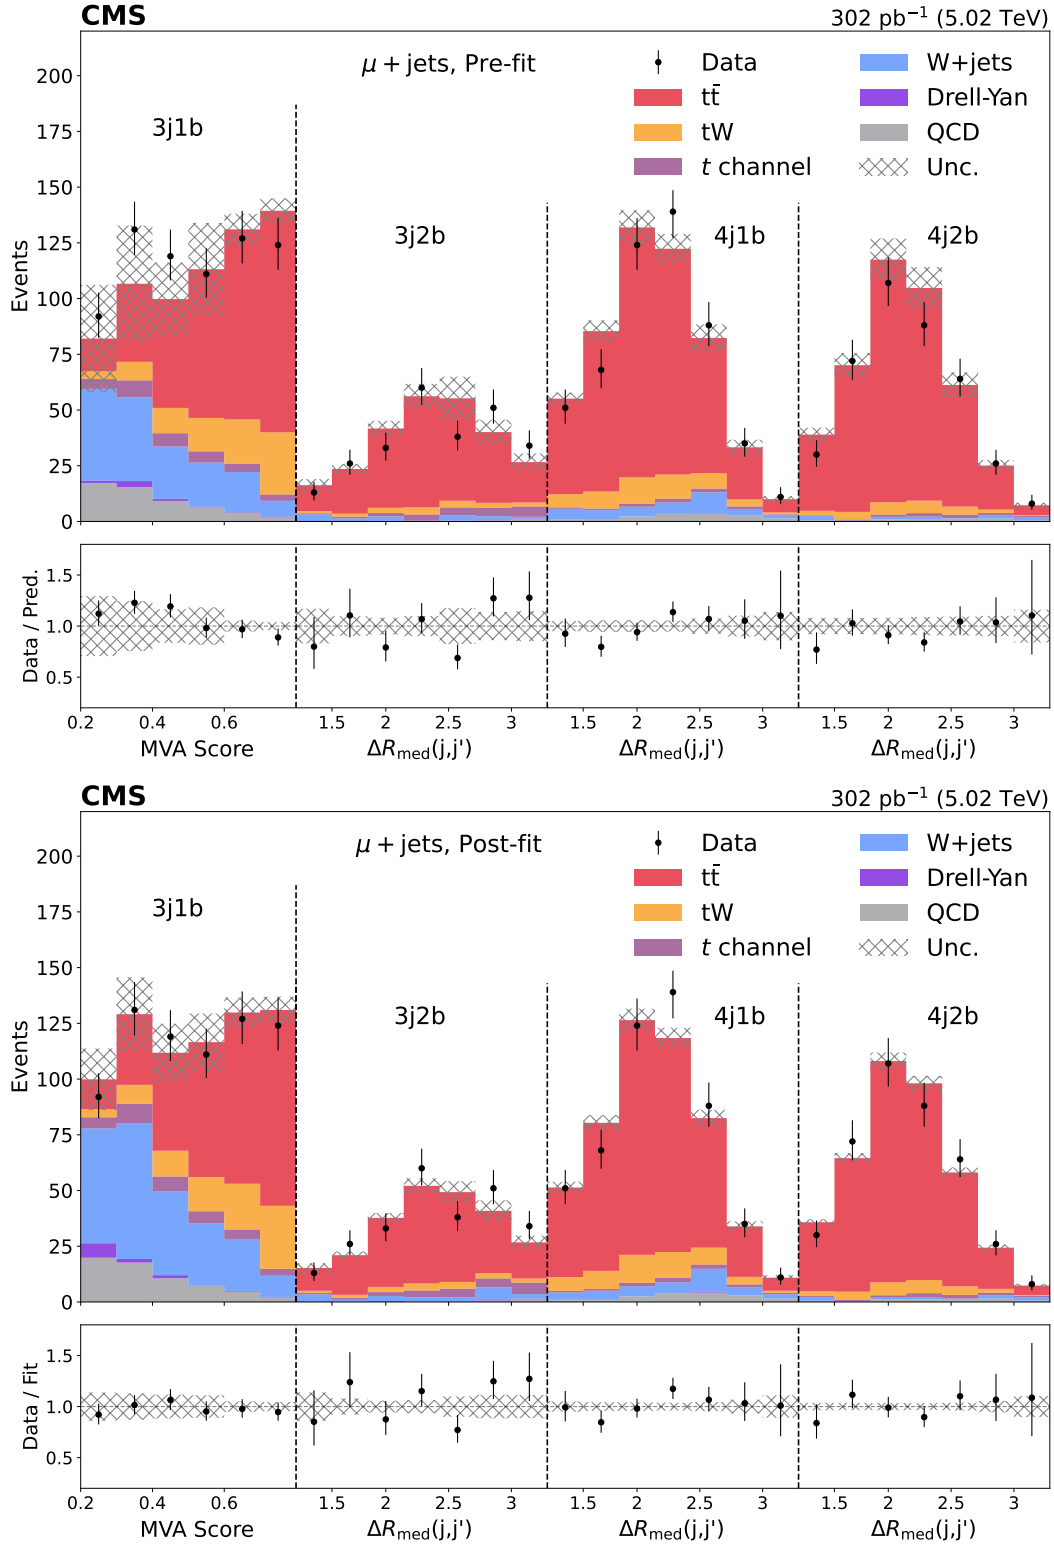 CMS 302 pb⁻¹ (5.02 TeV)
μ + jets, Pre-fit
Data
tt̄
tW
t channel
W+jets
Drell-Yan
QCD
Unc.
3j1b
3j2b
4j1b
4j2b
Events
200
175
150
125
100
75
50
25
0
Data / Pred.
1.5
1.0
0.5
0.2 0.4 0.6 1.5 2 2.5 3 1.5 2 2.5 3 1.5 2 2.5 3
MVA Score ΔR_med(j,j') ΔR_med(j,j') ΔR_med(j,j')
CMS 302 pb⁻¹ (5.02 TeV)
μ + jets, Post-fit
Data
tt̄
tW
t channel
W+jets
Drell-Yan
QCD
Unc.
3j1b
3j2b
4j1b
4j2b
Events
200
175
150
125
100
75
50
25
0
Data / Fit
1.5
1.0
0.5
0.2 0.4 0.6 1.5 2 2.5 3 1.5 2 2.5 3 1.5 2 2.5 3
MVA Score ΔR_med(j,j') ΔR_med(j,j') ΔR_med(j,j')